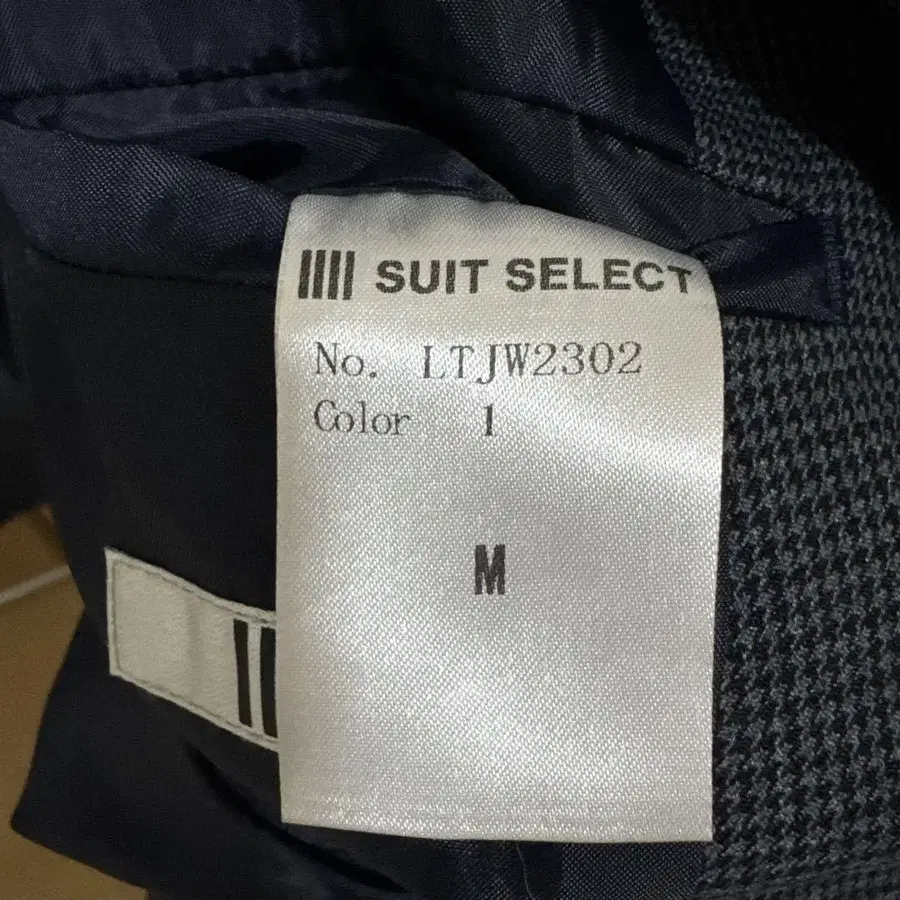 SUIT SELECT
No. LTJW2302
Color 1
M